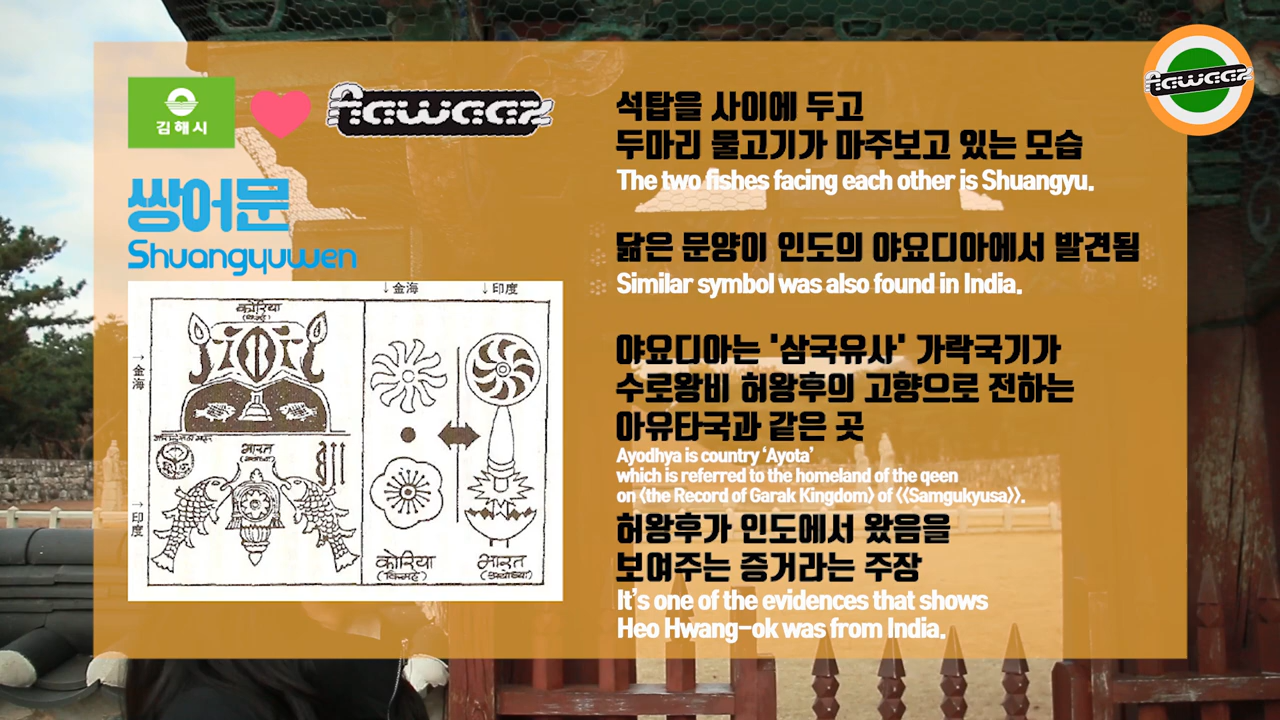 김해시
Aawaaz
Aawaaz
쌍어문
Shuangyuwen
↓金海 ↓印度
कोरिया
→金海
भारत
→印度
कोरिया
भारत
석탑을 사이에 두고
두마리 물고기가 마주보고 있는 모습
The two fishes facing each other is Shuangyu.
닮은 문양이 인도의 야요디아에서 발견됨
Similar symbol was also found in India.
야요디아는 '삼국유사' 가락국기가
수로왕비 허왕후의 고향으로 전하는
아유타국과 같은 곳
Ayodhya is country ‘Ayota’
which is referred to the homeland of the qeen
on 〈the Record of Garak Kingdom〉 of 《Samgukyusa》.
허왕후가 인도에서 왔음을
보여주는 증거라는 주장
It's one of the evidences that shows
Heo Hwang-ok was from India.